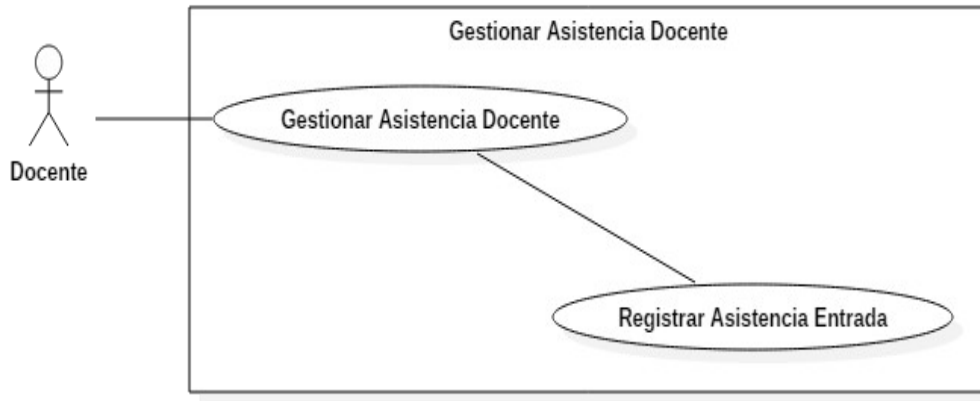 Gestionar Asistencia Docente
Gestionar Asistencia Docente
Docente
Registrar Asistencia Entrada